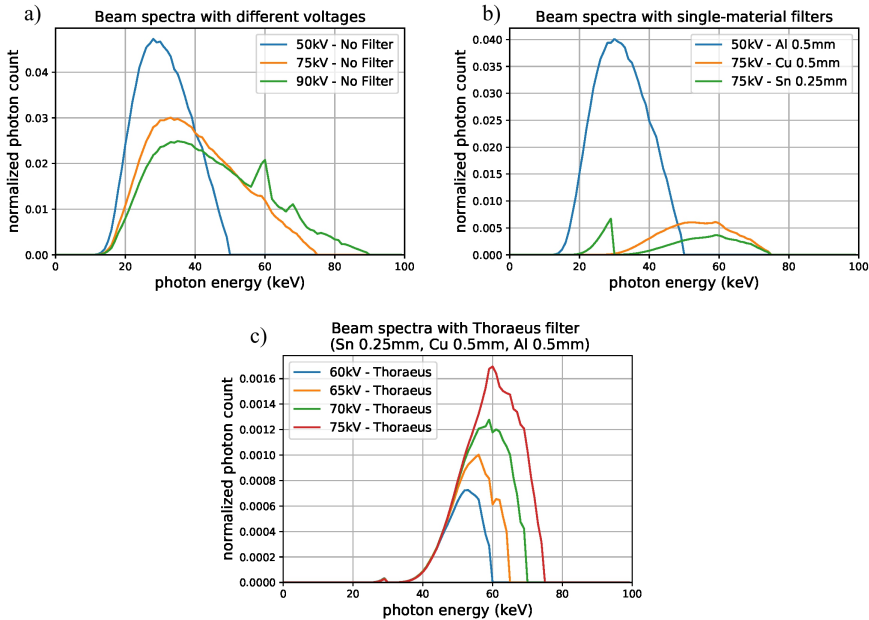 a)
Beam spectra with different voltages
normalized photon count
0.04
0.03
0.02
0.01
0.00
50kV - No Filter
75kV - No Filter
90kV - No Filter
0
20
40
60
80
100
photon energy (keV)
b)
Beam spectra with single-material filters
normalized photon count
0.040
0.035
0.030
0.025
0.020
0.015
0.010
0.005
0.000
50kV - Al 0.5mm
75kV - Cu 0.5mm
75kV - Sn 0.25mm
0
20
40
60
80
100
photon energy (keV)
c)
Beam spectra with Thoraeus filter
(Sn 0.25mm, Cu 0.5mm, Al 0.5mm)
normalized photon count
0.0016
0.0014
0.0012
0.0010
0.0008
0.0006
0.0004
0.0002
0.0000
60kV - Thoraeus
65kV - Thoraeus
70kV - Thoraeus
75kV - Thoraeus
0
20
40
60
80
100
photon energy (keV)